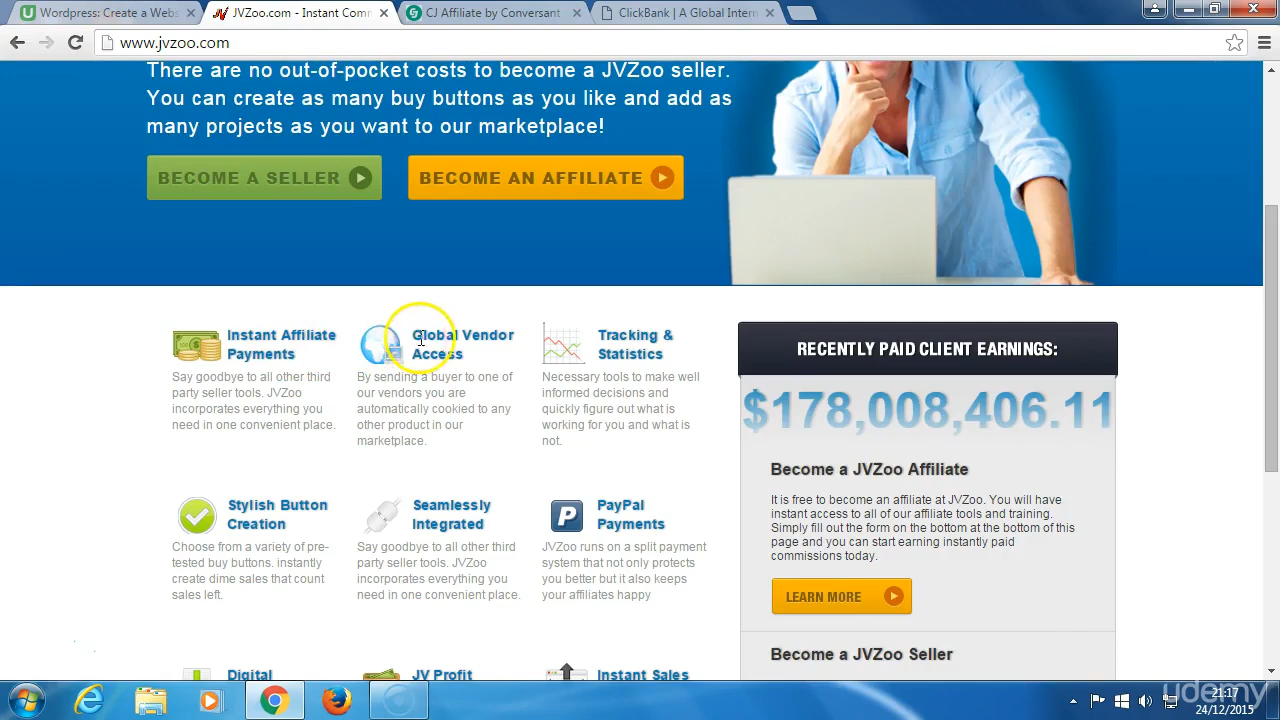 Wordpress: Create a Webs
JVZoo.com - Instant Comm
CJ Affiliate by Conversant
ClickBank | A Global Intern
www.jvzoo.com
There are no out-of-pocket costs to become a JVZoo seller.
You can create as many buy buttons as you like and add as
many projects as you want to our marketplace!
BECOME A SELLER
BECOME AN AFFILIATE
Instant Affiliate
Payments
Say goodbye to all other third
party seller tools. JVZoo
incorporates everything you
need in one convenient place.
Global Vendor
Access
By sending a buyer to one of
our vendors you are
automatically cookied to any
other product in our
marketplace.
Tracking &
Statistics
Necessary tools to make well
informed decisions and
quickly figure out what is
working for you and what is
not.
RECENTLY PAID CLIENT EARNINGS:
$178,008,406.11
Become a JVZoo Affiliate
It is free to become an affiliate at JVZoo. You will have
instant access to all of our affiliate tools and training.
Simply fill out the form on the bottom at the bottom of this
page and you can start earning instantly paid
commissions today.
LEARN MORE
Become a JVZoo Seller
Stylish Button
Creation
Choose from a variety of pre-
tested buy buttons. instantly
create dime sales that count
sales left.
Seamlessly
Integrated
Say goodbye to all other third
party seller tools. JVZoo
incorporates everything you
need in one convenient place.
PayPal
Payments
JVZoo runs on a split payment
system that not only protects
you better but it also keeps
your affiliates happy
Digital
JV Profit
Instant Sales
21:17
24/12/2015
udemy